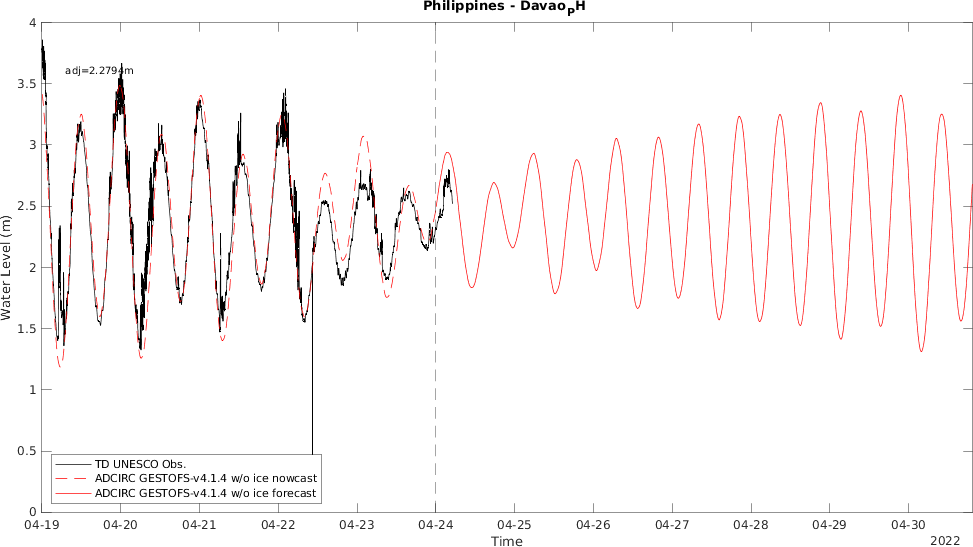 Philippines - DavaoPH
adj=2.2794m
4
3.5
3
2.5
2
1.5
1
0.5
0
Water Level (m)
TD UNESCO Obs.
ADCIRC GESTOFS-v4.1.4 w/o ice nowcast
ADCIRC GESTOFS-v4.1.4 w/o ice forecast
04-19 04-20 04-21 04-22 04-23 04-24 04-25 04-26 04-27 04-28 04-29 04-30
Time
2022